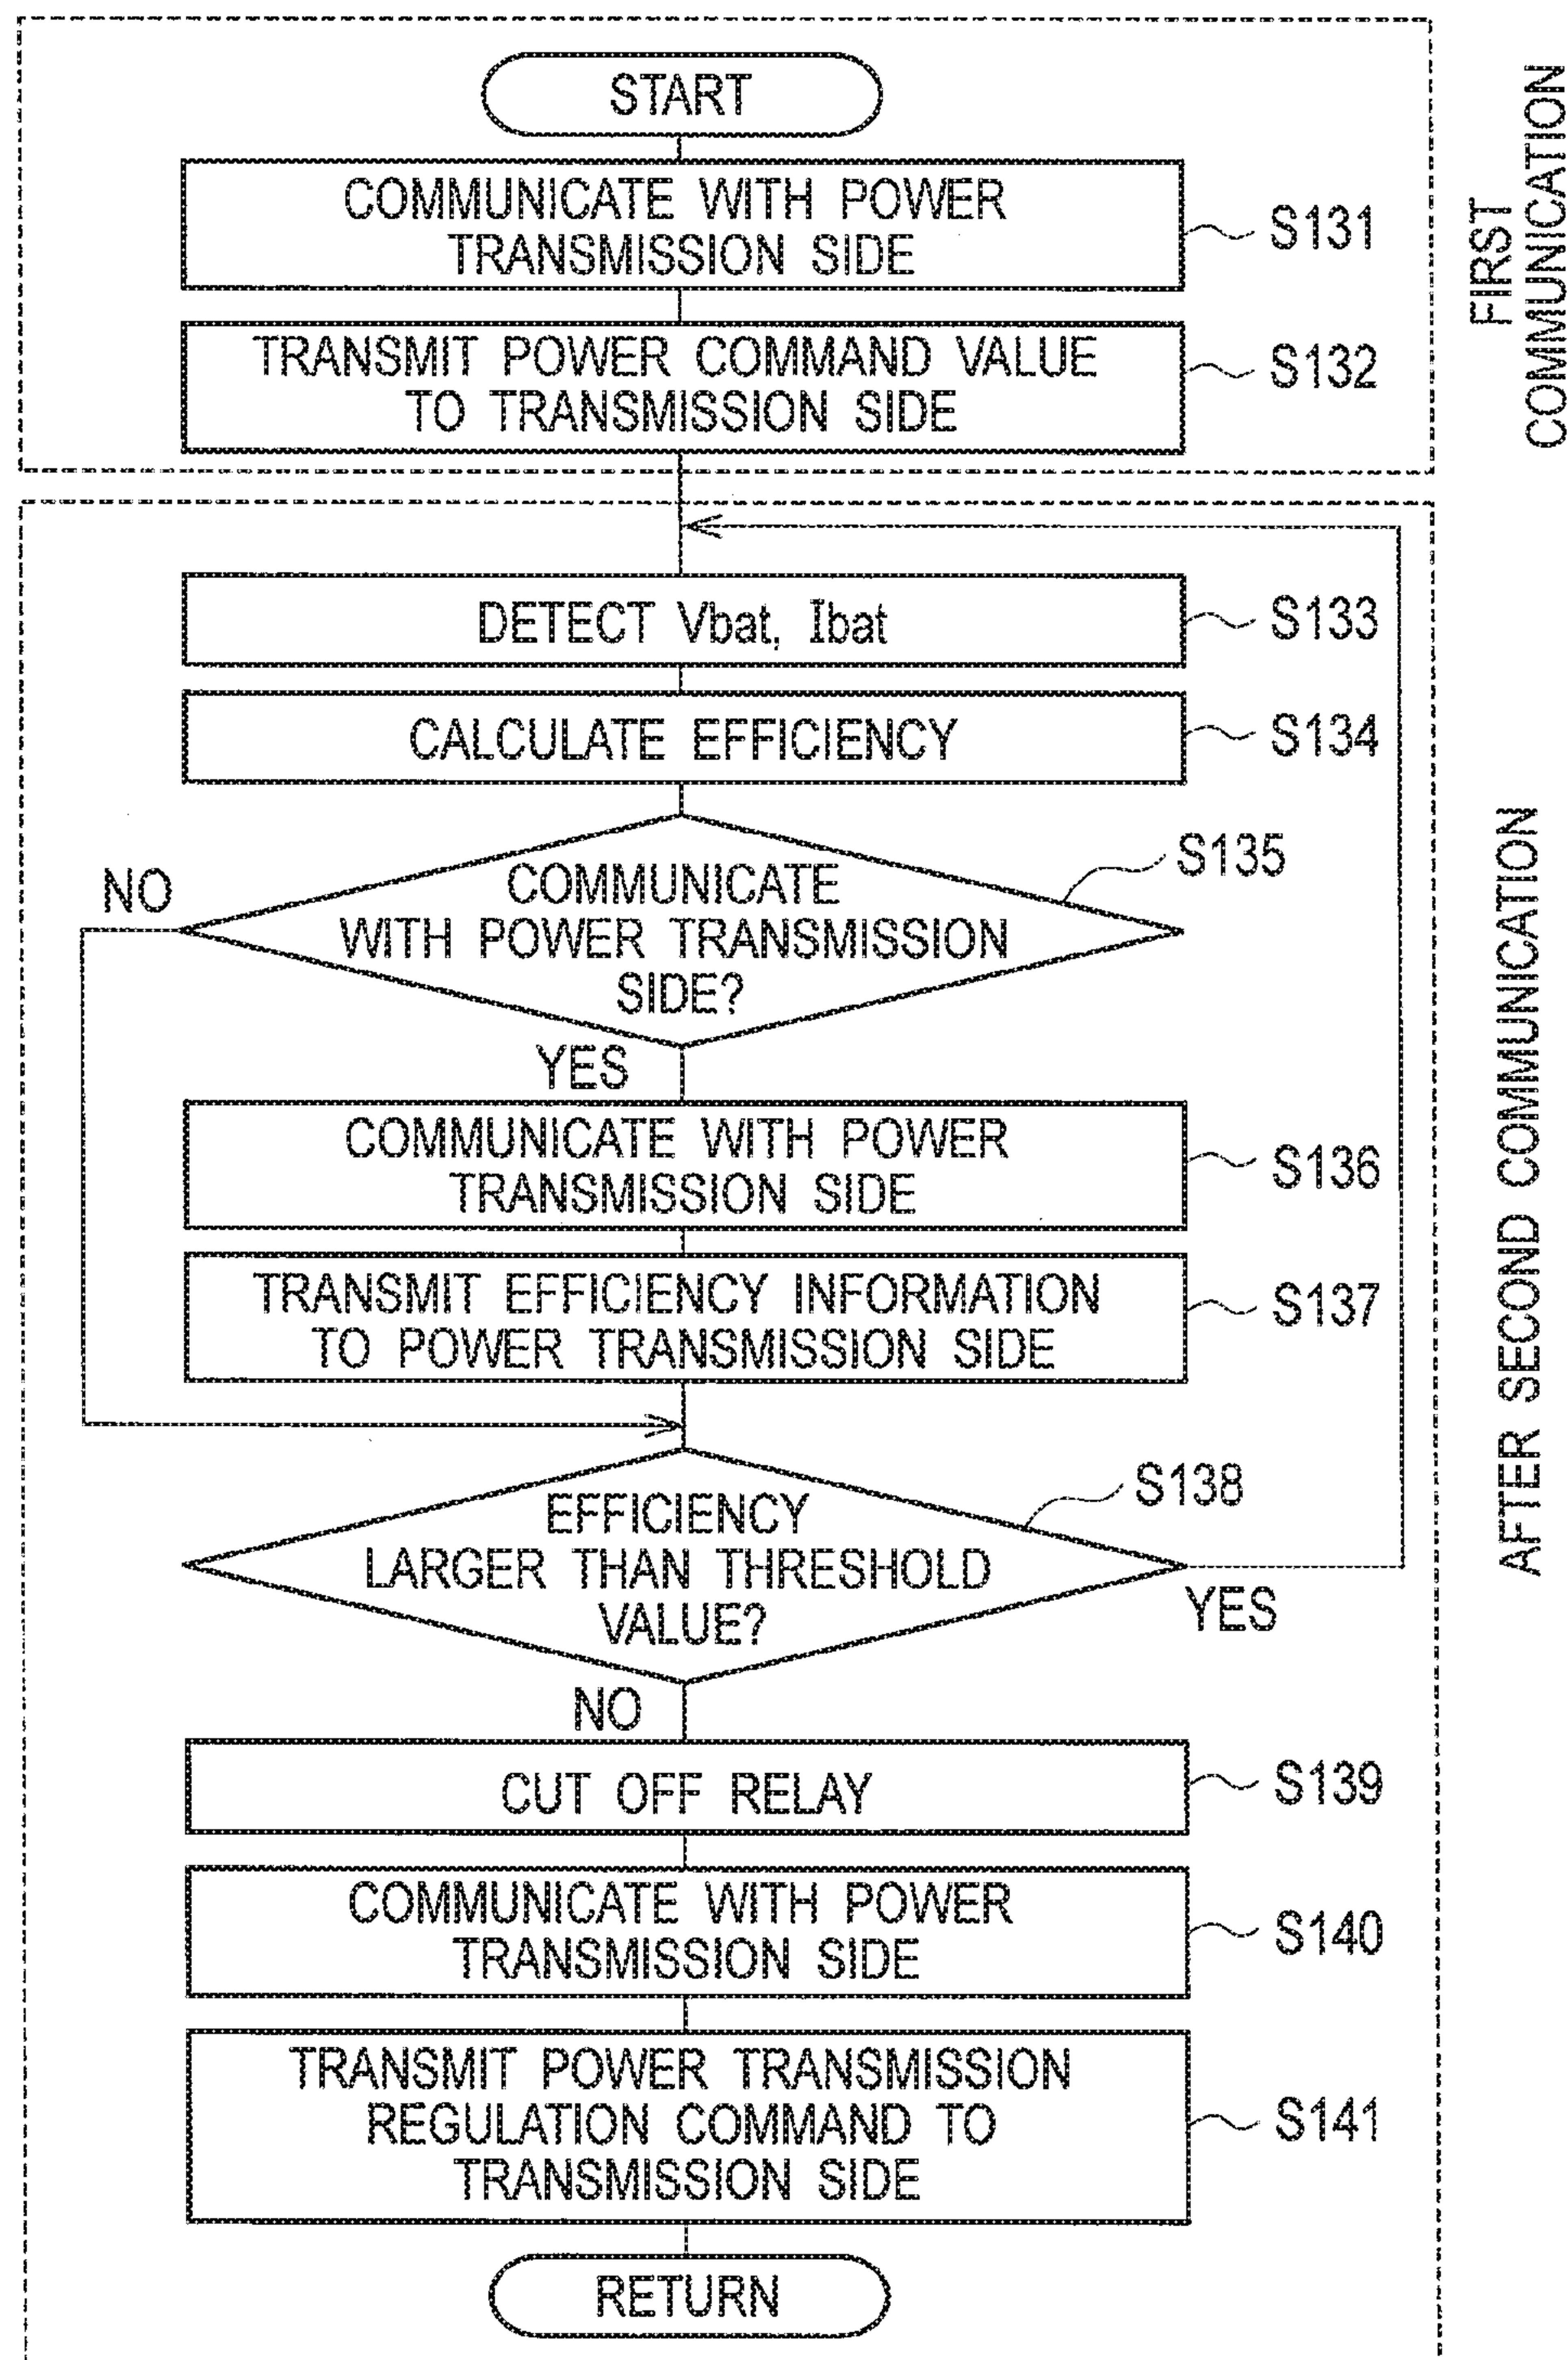 START
COMMUNICATE WITH POWER
TRANSMISSION SIDE
S131
TRANSMIT POWER COMMAND VALUE
TO TRANSMISSION SIDE
S132
FIRST
COMMUNICATION
DETECT Vbat, Ibat
S133
CALCULATE EFFICIENCY
S134
COMMUNICATE
WITH POWER TRANSMISSION
SIDE?
S135
NO
YES
COMMUNICATE WITH POWER
TRANSMISSION SIDE
S136
TRANSMIT EFFICIENCY INFORMATION
TO POWER TRANSMISSION SIDE
S137
EFFICIENCY
LARGER THAN THRESHOLD
VALUE?
S138
YES
NO
CUT OFF RELAY
S139
COMMUNICATE WITH POWER
TRANSMISSION SIDE
S140
TRANSMIT POWER TRANSMISSION
REGULATION COMMAND TO
TRANSMISSION SIDE
S141
RETURN
AFTER SECOND COMMUNICATION